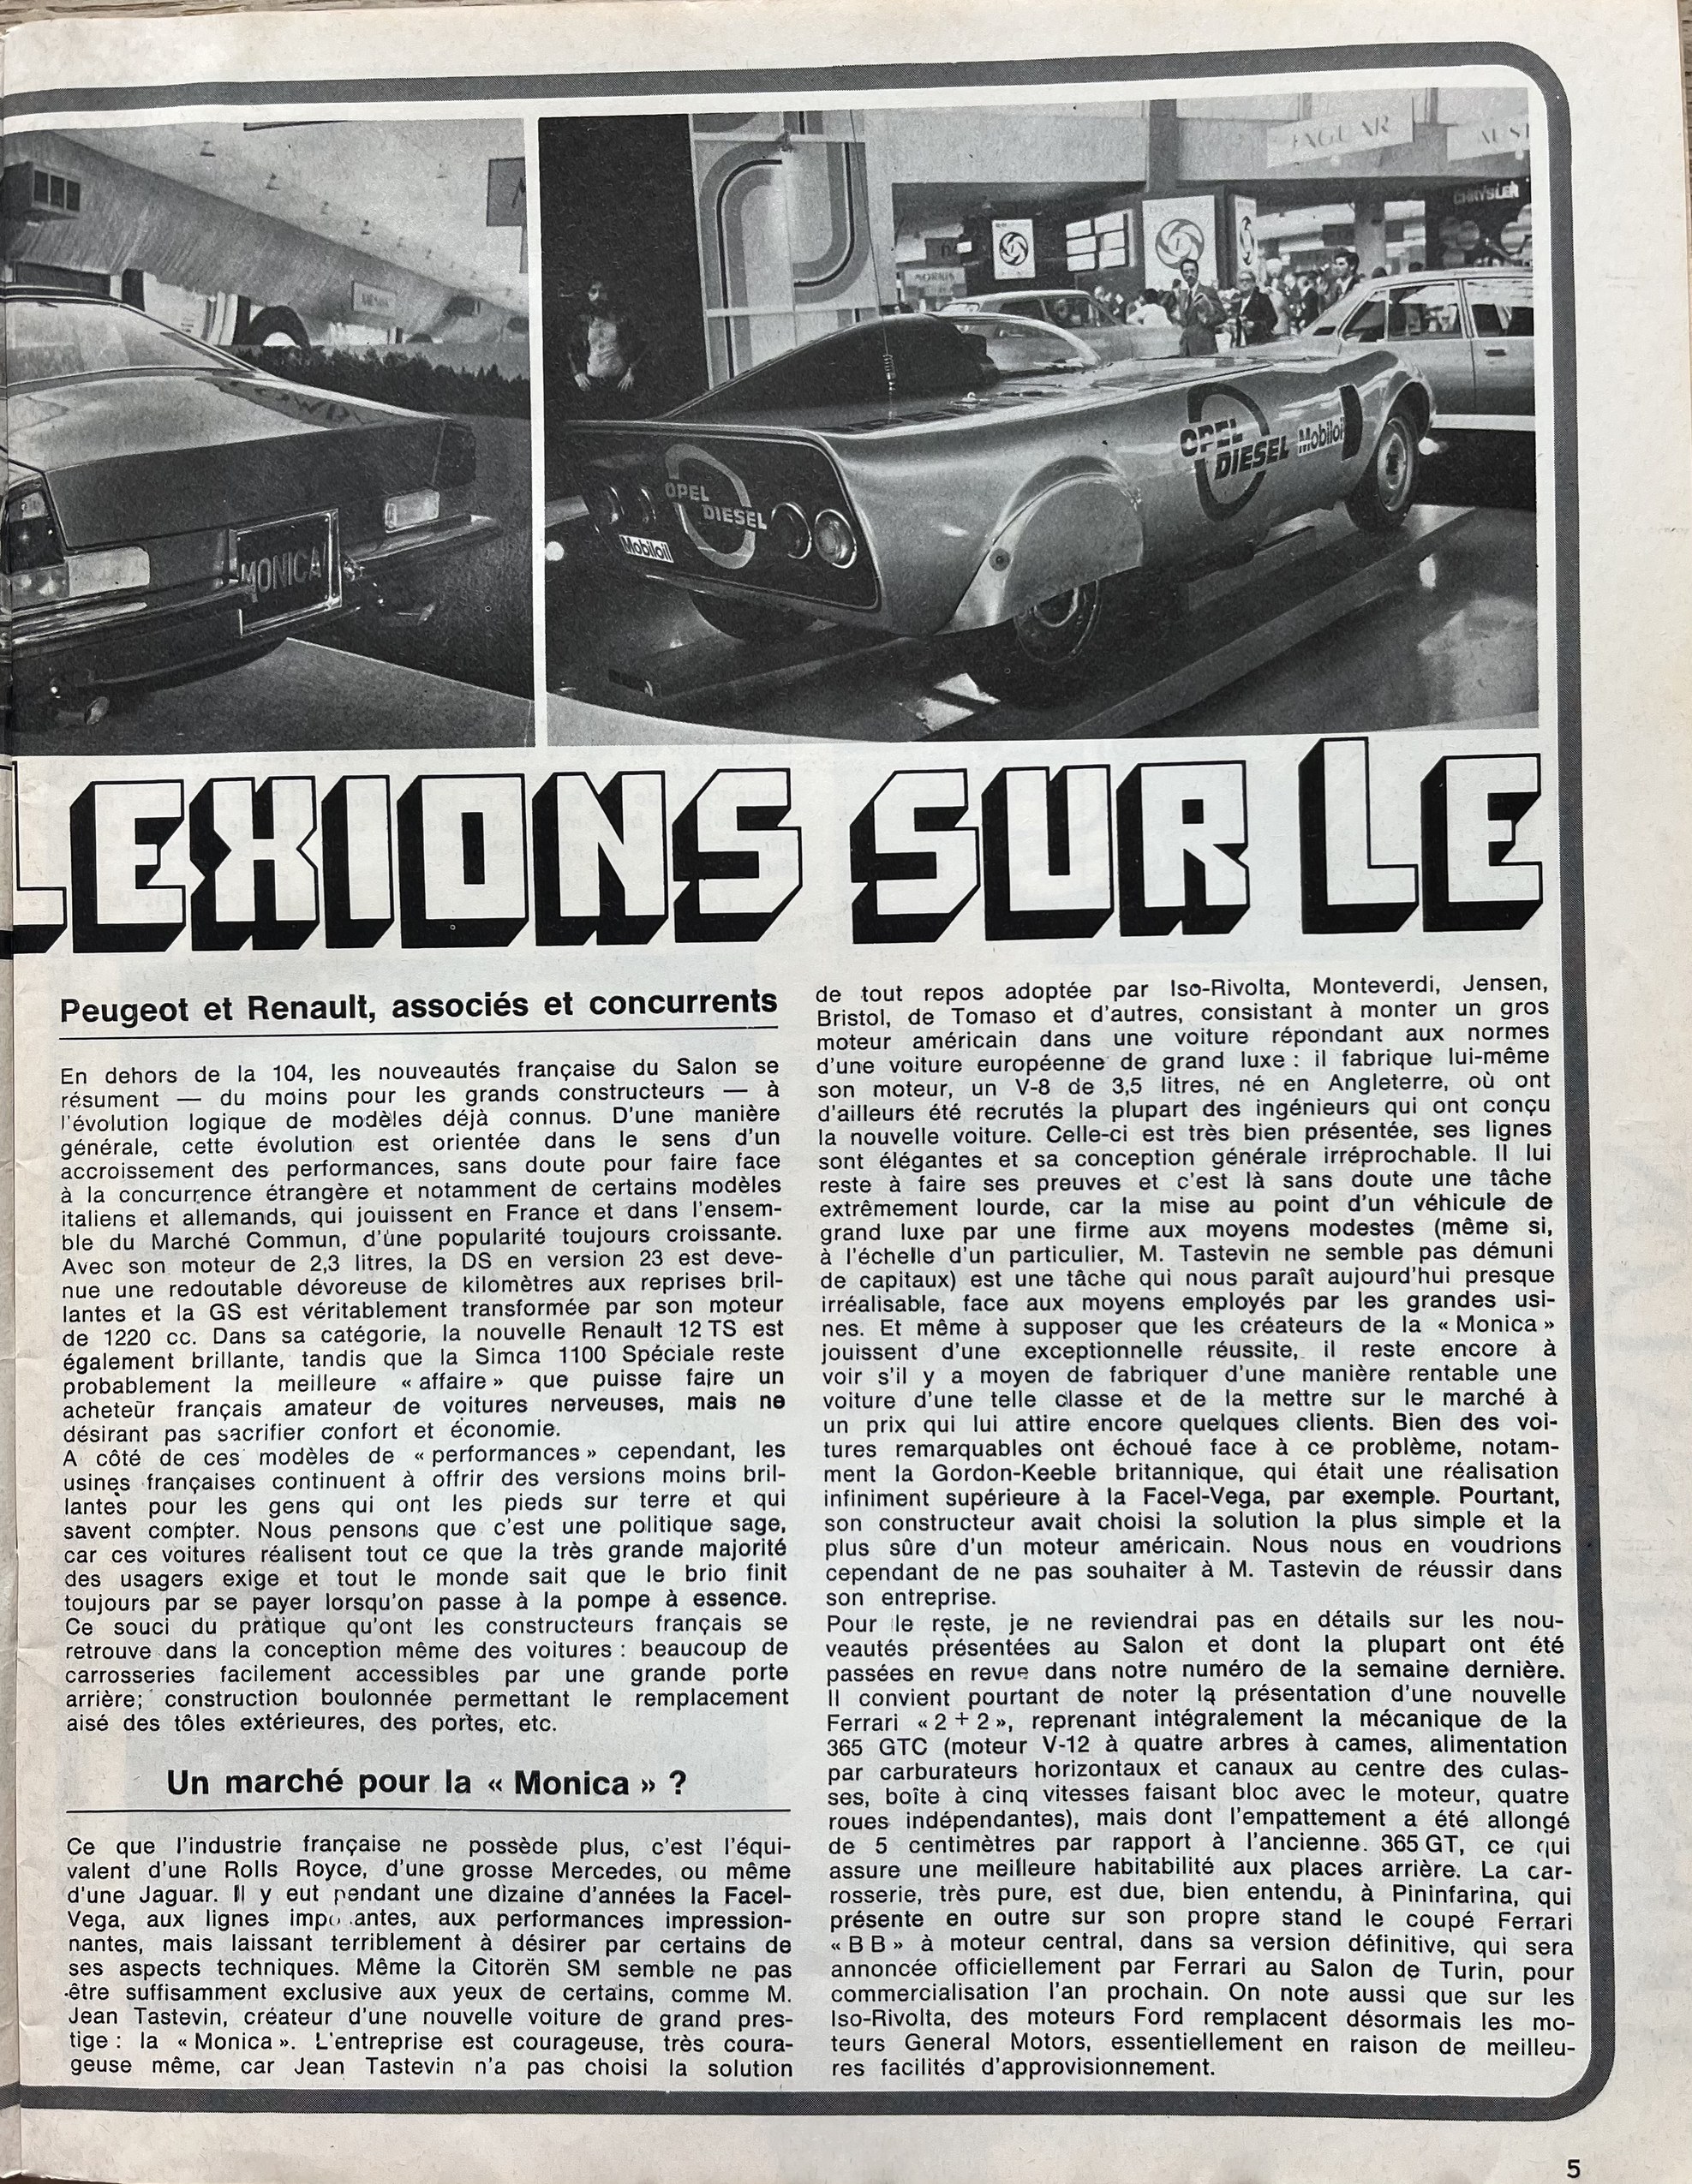 JAGUAR
CHRYSLER
MORRIS
OPEL
DIESEL
Mobiloil
OPEL
DIESEL
Mobiloil
MONICA
LEXIONS SUR LE
Peugeot et Renault, associés et concurrents
En dehors de la 104, les nouveautés française du Salon se
résument — du moins pour les grands constructeurs — à
l'évolution logique de modèles déjà connus. D'une manière
générale, cette évolution est orientée dans le sens d'un
accroissement des performances, sans doute pour faire face
à la concurrence étrangère et notamment de certains modèles
italiens et allemands, qui jouissent en France et dans l'ensem-
ble du Marché Commun, d'une popularité toujours croissante.
Avec son moteur de 2,3 litres, la DS en version 23 est deve-
nue une redoutable dévoreuse de kilomètres aux reprises bril-
lantes et la GS est véritablement transformée par son moteur
de 1220 cc. Dans sa catégorie, la nouvelle Renault 12 TS est
également brillante, tandis que la Simca 1100 Spéciale reste
probablement la meilleure « affaire » que puisse faire un
acheteur français amateur de voitures nerveuses, mais ne
désirant pas sacrifier confort et économie.
A côté de ces modèles de « performances » cependant, les
usines françaises continuent à offrir des versions moins bril-
lantes pour les gens qui ont les pieds sur terre et qui
savent compter. Nous pensons que c'est une politique sage,
car ces voitures réalisent tout ce que la très grande majorité
des usagers exige et tout le monde sait que le brio finit
toujours par se payer lorsqu'on passe à la pompe à essence.
Ce souci du pratique qu'ont les constructeurs français se
retrouve dans la conception même des voitures : beaucoup de
carrosseries facilement accessibles par une grande porte
arrière; construction boulonnée permettant le remplacement
aisé des tôles extérieures, des portes, etc.
Un marché pour la « Monica » ?
Ce que l'industrie française ne possède plus, c'est l'équi-
valent d'une Rolls Royce, d'une grosse Mercedes, ou même
d'une Jaguar. Il y eut pendant une dizaine d'années la Facel-
Vega, aux lignes impo antes, aux performances impression-
nantes, mais laissant terriblement à désirer par certains de
ses aspects techniques. Même la Citorën SM semble ne pas
être suffisamment exclusive aux yeux de certains, comme M.
Jean Tastevin, créateur d'une nouvelle voiture de grand pres-
tige : la « Monica ». L'entreprise est courageuse, très coura-
geuse même, car Jean Tastevin n'a pas choisi la solution
de tout repos adoptée par Iso-Rivolta, Monteverdi, Jensen,
Bristol, de Tomaso et d'autres, consistant à monter un gros
moteur américain dans une voiture répondant aux normes
d'une voiture européenne de grand luxe : il fabrique lui-même
son moteur, un V-8 de 3,5 litres, né en Angleterre, où ont
d'ailleurs été recrutés la plupart des ingénieurs qui ont conçu
la nouvelle voiture. Celle-ci est très bien présentée, ses lignes
sont élégantes et sa conception générale irréprochable. Il lui
reste à faire ses preuves et c'est là sans doute une tâche
extrêmement lourde, car la mise au point d'un véhicule de
grand luxe par une firme aux moyens modestes (même si,
à l'échelle d'un particulier, M. Tastevin ne semble pas démuni
de capitaux) est une tâche qui nous paraît aujourd'hui presque
irréalisable, face aux moyens employés par les grandes usi-
nes. Et même à supposer que les créateurs de la « Monica »
jouissent d'une exceptionnelle réussite, il reste encore à
voir s'il y a moyen de fabriquer d'une manière rentable une
voiture d'une telle classe et de la mettre sur le marché à
un prix qui lui attire encore quelques clients. Bien des voi-
tures remarquables ont échoué face à ce problème, notam-
ment la Gordon-Keeble britannique, qui était une réalisation
infiniment supérieure à la Facel-Vega, par exemple. Pourtant,
son constructeur avait choisi la solution la plus simple et la
plus sûre d'un moteur américain. Nous nous en voudrions
cependant de ne pas souhaiter à M. Tastevin de réussir dans
son entreprise.
Pour le reste, je ne reviendrai pas en détails sur les nou-
veautés présentées au Salon et dont la plupart ont été
passées en revue dans notre numéro de la semaine dernière.
Il convient pourtant de noter la présentation d'une nouvelle
Ferrari « 2 + 2 », reprenant intégralement la mécanique de la
365 GTC (moteur V-12 à quatre arbres à cames, alimentation
par carburateurs horizontaux et canaux au centre des culas-
ses, boîte à cinq vitesses faisant bloc avec le moteur, quatre
roues indépendantes), mais dont l'empattement a été allongé
de 5 centimètres par rapport à l'ancienne 365 GT, ce qui
assure une meilleure habitabilité aux places arrière. La car-
rosserie, très pure, est due, bien entendu, à Pininfarina, qui
présente en outre sur son propre stand le coupé Ferrari
« B B » à moteur central, dans sa version définitive, qui sera
annoncée officiellement par Ferrari au Salon de Turin, pour
commercialisation l'an prochain. On note aussi que sur les
Iso-Rivolta, des moteurs Ford remplacent désormais les mo-
teurs General Motors, essentiellement en raison de meilleu-
res facilités d'approvisionnement.
5